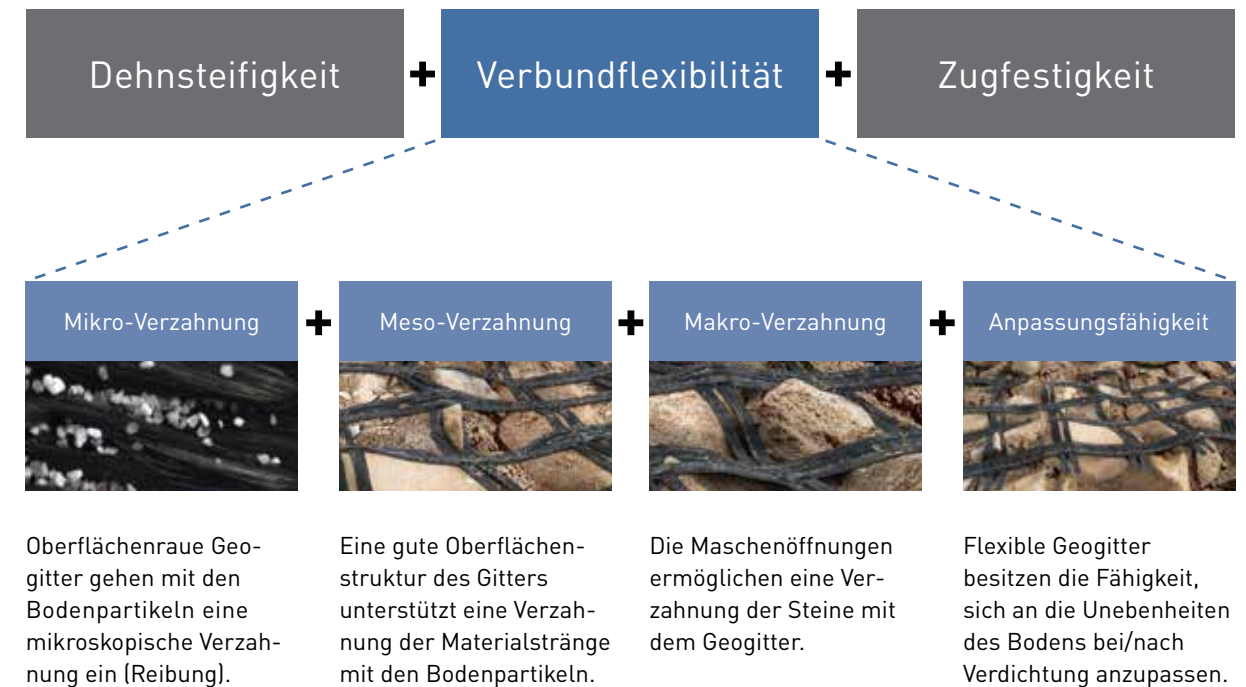 Dehnsteifigkeit + Verbundflexibilität + Zugfestigkeit
Mikro-Verzahnung + Meso-Verzahnung + Makro-Verzahnung + Anpassungsfähigkeit
Oberflächenraue Geo-
gitter gehen mit den
Bodenpartikeln eine
mikroskopische Verzah-
nung ein (Reibung).
Eine gute Oberflächen-
struktur des Gitters
unterstützt eine Verzah-
nung der Materialstränge
mit den Bodenpartikeln.
Die Maschenöffnungen
ermöglichen eine Ver-
zahnung der Steine mit
dem Geogitter.
Flexible Geogitter
besitzen die Fähigkeit,
sich an die Unebenheiten
des Bodens bei/nach
Verdichtung anzupassen.